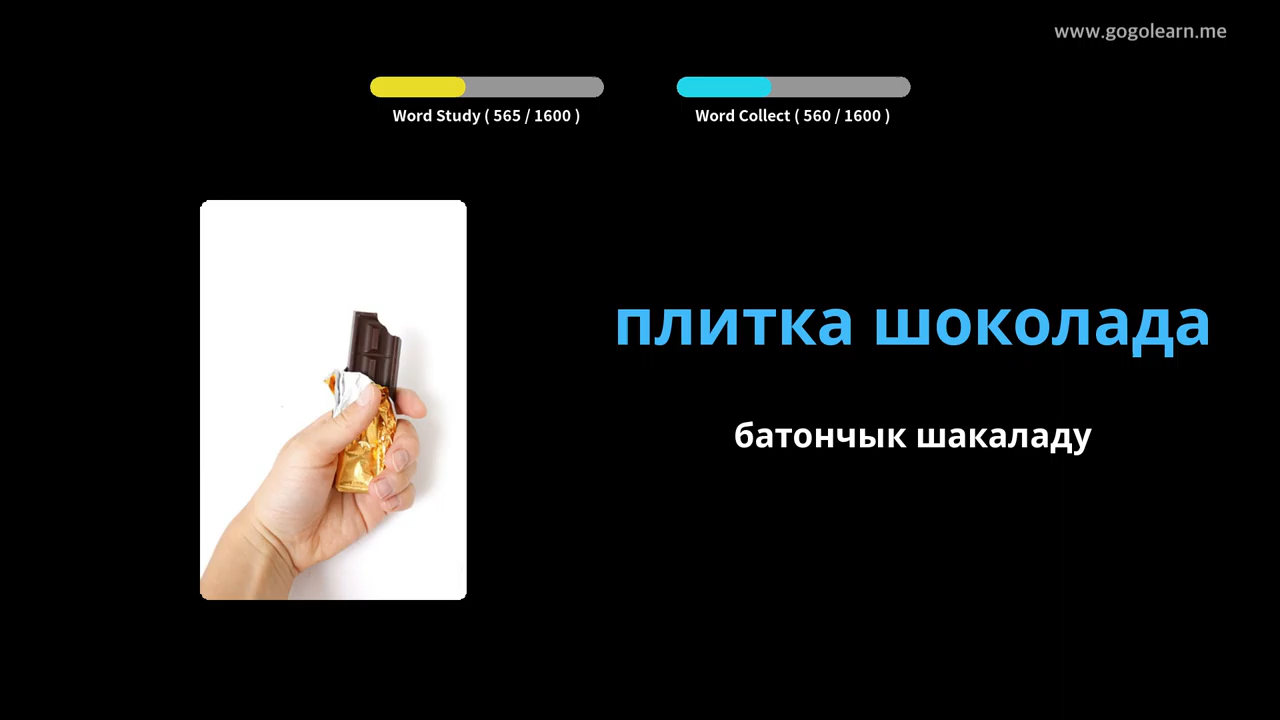 www.gogolearn.me
Word Study ( 565 / 1600 )
Word Collect ( 560 / 1600 )
плитка шоколада
батончык шакаладу